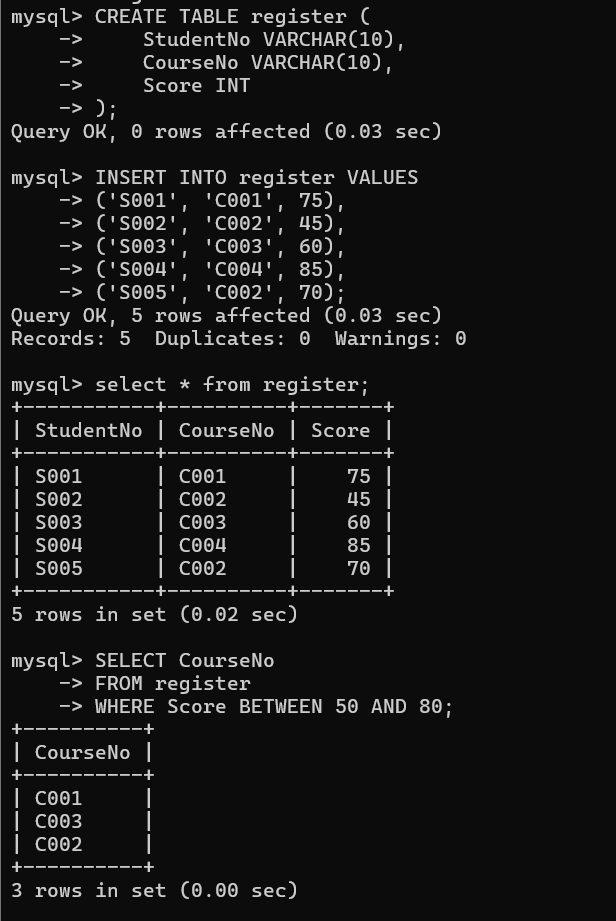 mysql> CREATE TABLE register (
    ->     StudentNo VARCHAR(10),
    ->     CourseNo VARCHAR(10),
    ->     Score INT
    -> );
Query OK, 0 rows affected (0.03 sec)

mysql> INSERT INTO register VALUES
    -> ('S001', 'C001', 75),
    -> ('S002', 'C002', 45),
    -> ('S003', 'C003', 60),
    -> ('S004', 'C004', 85),
    -> ('S005', 'C002', 70);
Query OK, 5 rows affected (0.03 sec)
Records: 5  Duplicates: 0  Warnings: 0

mysql> select * from register;
+-----------+----------+-------+
| StudentNo | CourseNo | Score |
+-----------+----------+-------+
| S001      | C001     |    75 |
| S002      | C002     |    45 |
| S003      | C003     |    60 |
| S004      | C004     |    85 |
| S005      | C002     |    70 |
+-----------+----------+-------+
5 rows in set (0.02 sec)

mysql> SELECT CourseNo
    -> FROM register
    -> WHERE Score BETWEEN 50 AND 80;
+----------+
| CourseNo |
+----------+
| C001     |
| C003     |
| C002     |
+----------+
3 rows in set (0.00 sec)